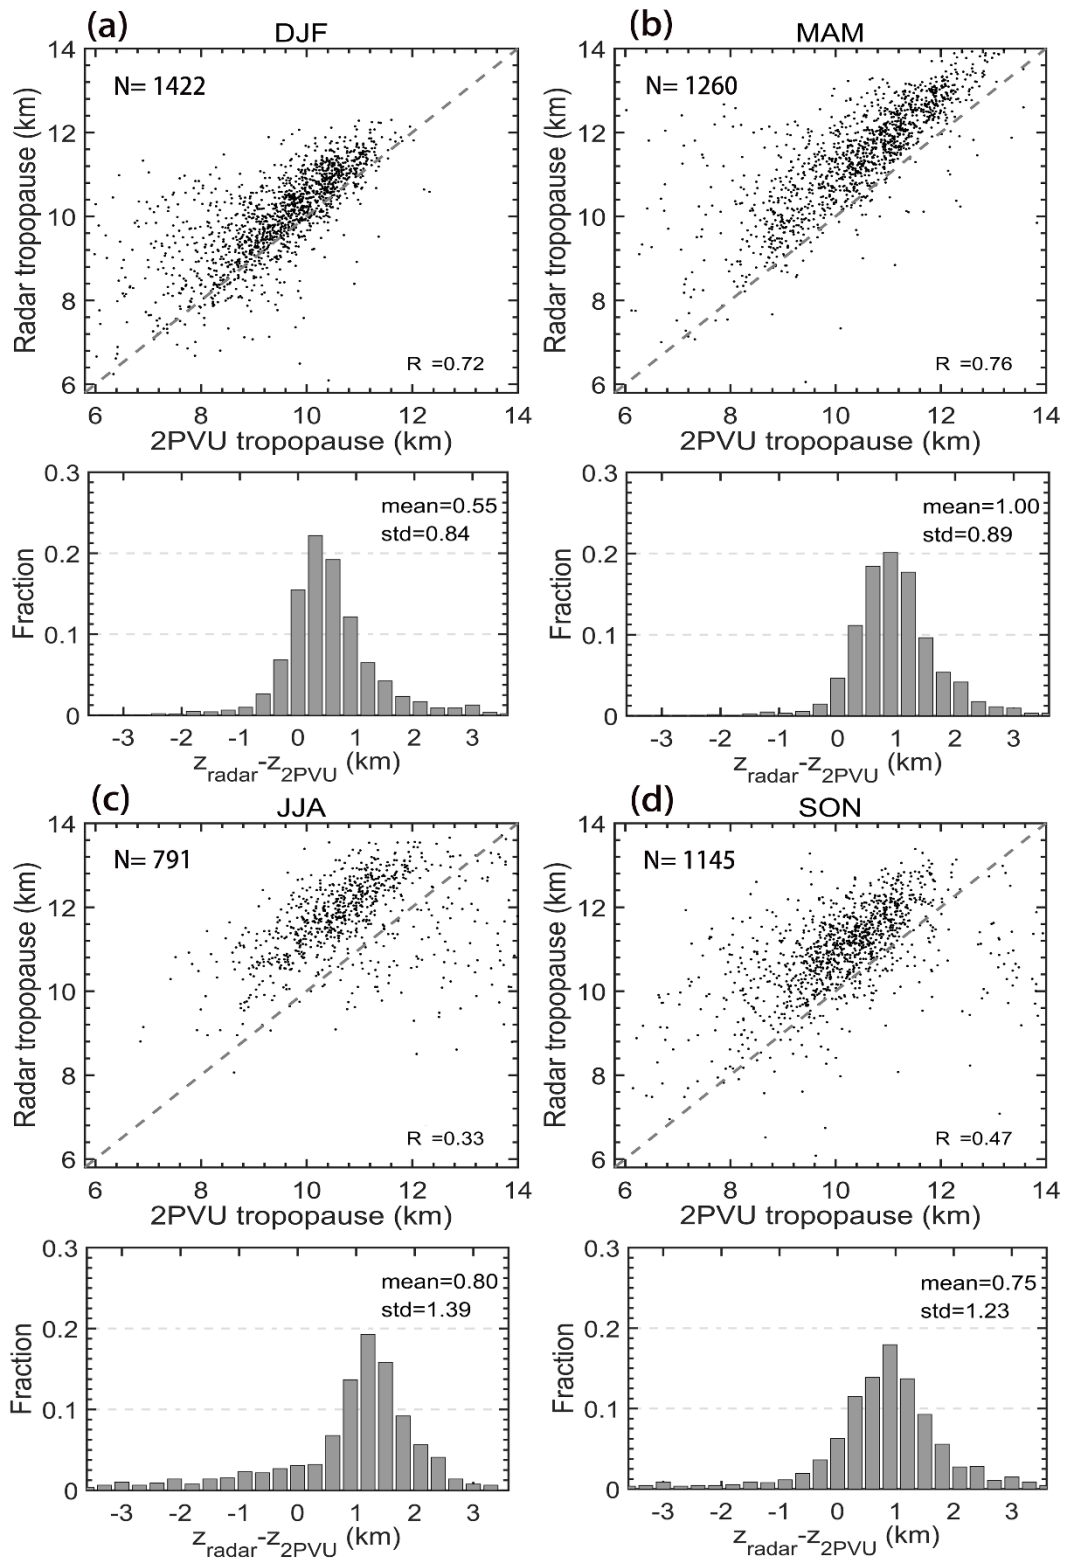 (a) DJF
14
12
10
8
6
Radar tropopause (km)
N= 1422
R =0.72
6 8 10 12 14
2PVU tropopause (km)
0.3
0.2
0.1
0
Fraction
mean=0.55
std=0.84
-3 -2 -1 0 1 2 3
z_radar-z_2PVU (km)
(b) MAM
14
12
10
8
6
Radar tropopause (km)
N= 1260
R =0.76
6 8 10 12 14
2PVU tropopause (km)
0.3
0.2
0.1
0
Fraction
mean=1.00
std=0.89
-3 -2 -1 0 1 2 3
z_radar-z_2PVU (km)
(c) JJA
14
12
10
8
6
Radar tropopause (km)
N= 791
R =0.33
6 8 10 12 14
2PVU tropopause (km)
0.3
0.2
0.1
0
Fraction
mean=0.80
std=1.39
-3 -2 -1 0 1 2 3
z_radar-z_2PVU (km)
(d) SON
14
12
10
8
6
Radar tropopause (km)
N= 1145
R =0.47
6 8 10 12 14
2PVU tropopause (km)
0.3
0.2
0.1
0
Fraction
mean=0.75
std=1.23
-3 -2 -1 0 1 2 3
z_radar-z_2PVU (km)